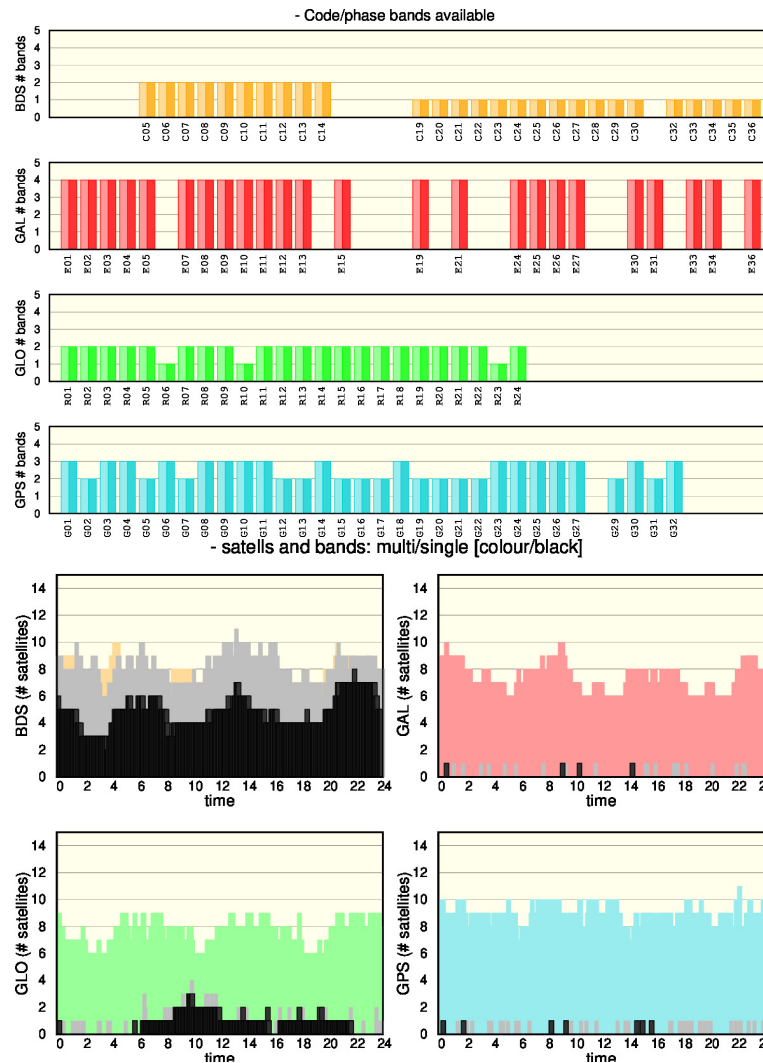 - Code/phase bands available
BDS # bands
5
4
3
2
1
0
C05 C06 C07 C08 C09 C10 C11 C12 C13 C14 C19 C20 C21 C22 C23 C24 C25 C26 C27 C28 C29 C30 C32 C33 C34 C35 C36
GAL # bands
5
4
3
2
1
0
E01 E02 E03 E04 E05 E07 E08 E09 E10 E11 E12 E13 E15 E19 E21 E24 E25 E26 E27 E30 E31 E33 E34 E36
GLO # bands
5
4
3
2
1
0
R01 R02 R03 R04 R05 R06 R07 R08 R09 R10 R11 R12 R13 R14 R15 R16 R17 R18 R19 R20 R21 R22 R23 R24
GPS # bands
5
4
3
2
1
0
G01 G02 G03 G04 G05 G06 G07 G08 G09 G10 G11 G12 G13 G14 G15 G16 G17 G18 G19 G20 G21 G22 G23 G24 G25 G26 G27 G29 G30 G31 G32
- satells and bands: multi/single [colour/black]
BDS (# satellites)
14
12
10
8
6
4
2
0
0 2 4 6 8 10 12 14 16 18 20 22 24
time
GAL (# satellites)
14
12
10
8
6
4
2
0
0 2 4 6 8 10 12 14 16 18 20 22
time
GLO (# satellites)
14
12
10
8
6
4
2
0
0 2 4 6 8 10 12 14 16 18 20 22 24
time
GPS (# satellites)
14
12
10
8
6
4
2
0
0 2 4 6 8 10 12 14 16 18 20 22
time